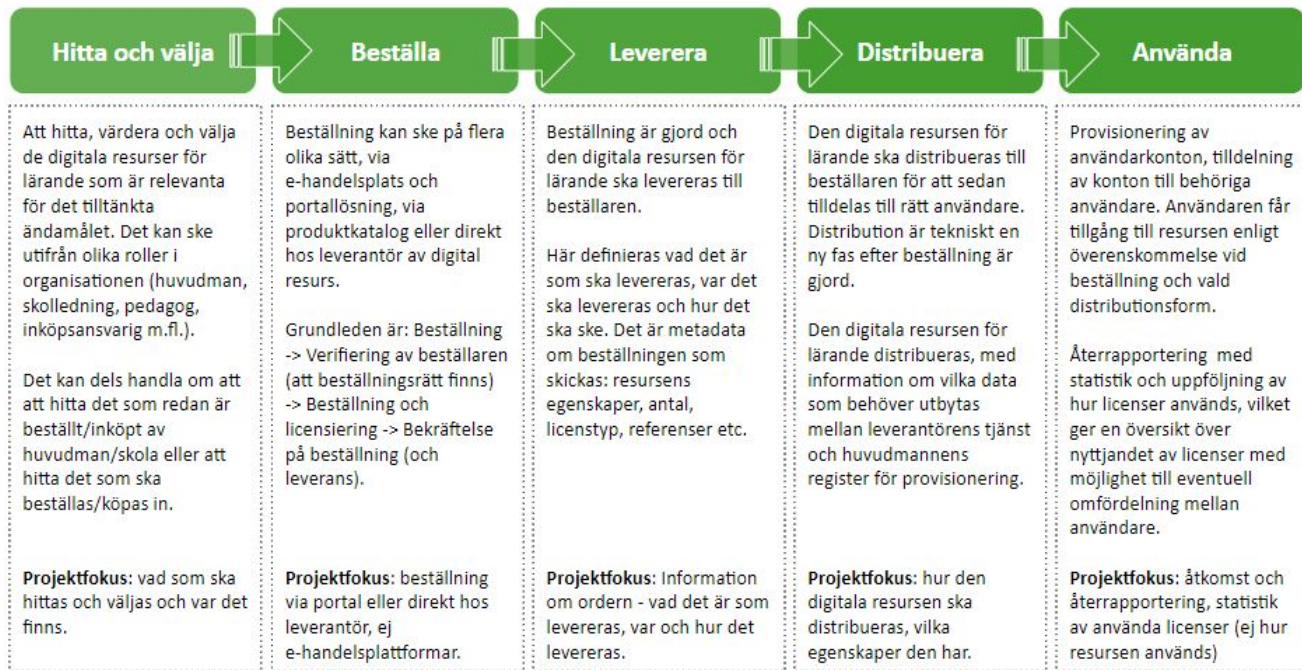 Hitta och välja
Beställa
Leverera
Distribuera
Använda
Att hitta, värdera och välja
de digitala resurser för
lärande som är relevanta
för det tilltänkta
ändamålet. Det kan ske
utifrån olika roller i
organisationen (huvudman,
skolledning, pedagog,
inköpsansvarig m.fl.).
Det kan dels handla om att
att hitta det som redan är
beställt/inköpt av
huvudman/skola eller att
hitta det som ska
beställas/köpas in.
Projektfokus: vad som ska
hittas och väljas och var det
finns.
Beställning kan ske på flera
olika sätt, via
e-handelsplats och
portallösning, via
produktkatalog eller direkt
hos leverantör av digital
resurs.
Grundleden är: Beställning
-> Verifiering av beställaren
(att beställningsrätt finns)
-> Beställning och
licensiering -> Bekräftelse
på beställning (och
leverans).
Projektfokus: beställning
via portal eller direkt hos
leverantör, ej
e-handelsplattformar.
Beställning är gjord och
den digitala resursen för
lärande ska levereras till
beställaren.
Här definieras vad det är
som ska levereras, var det
ska levereras och hur det
ska ske. Det är metadata
om beställningen som
skickas: resursens
egenskaper, antal,
licenstyp, referenser etc.
Projektfokus: Information
om ordern - vad det är som
levereras, var och hur det
levereras.
Den digitala resursen för
lärande ska distribueras till
beställaren för att sedan
tilldelas till rätt användare.
Distribution är tekniskt en
ny fas efter beställning är
gjord.
Den digitala resursen för
lärande distribueras, med
information om vilka data
som behöver utbytas
mellan leverantörens tjänst
och huvudmannens
register för provisionering.
Projektfokus: hur den
digitala resursen ska
distribueras, vilka
egenskaper den har.
Provisionering av
användarkonton, tilldelning
av konton till behöriga
användare. Användaren får
tillgång till resursen enligt
överenskommelse vid
beställning och vald
distributionsform.
Återrapportering med
statistik och uppföljning av
hur licenser används, vilket
ger en översikt över
nyttjandet av licenser med
möjlighet till eventuell
omfördelning mellan
användare.
Projektfokus: åtkomst och
återrapportering, statistik
av använda licenser (ej hur
resursen används)